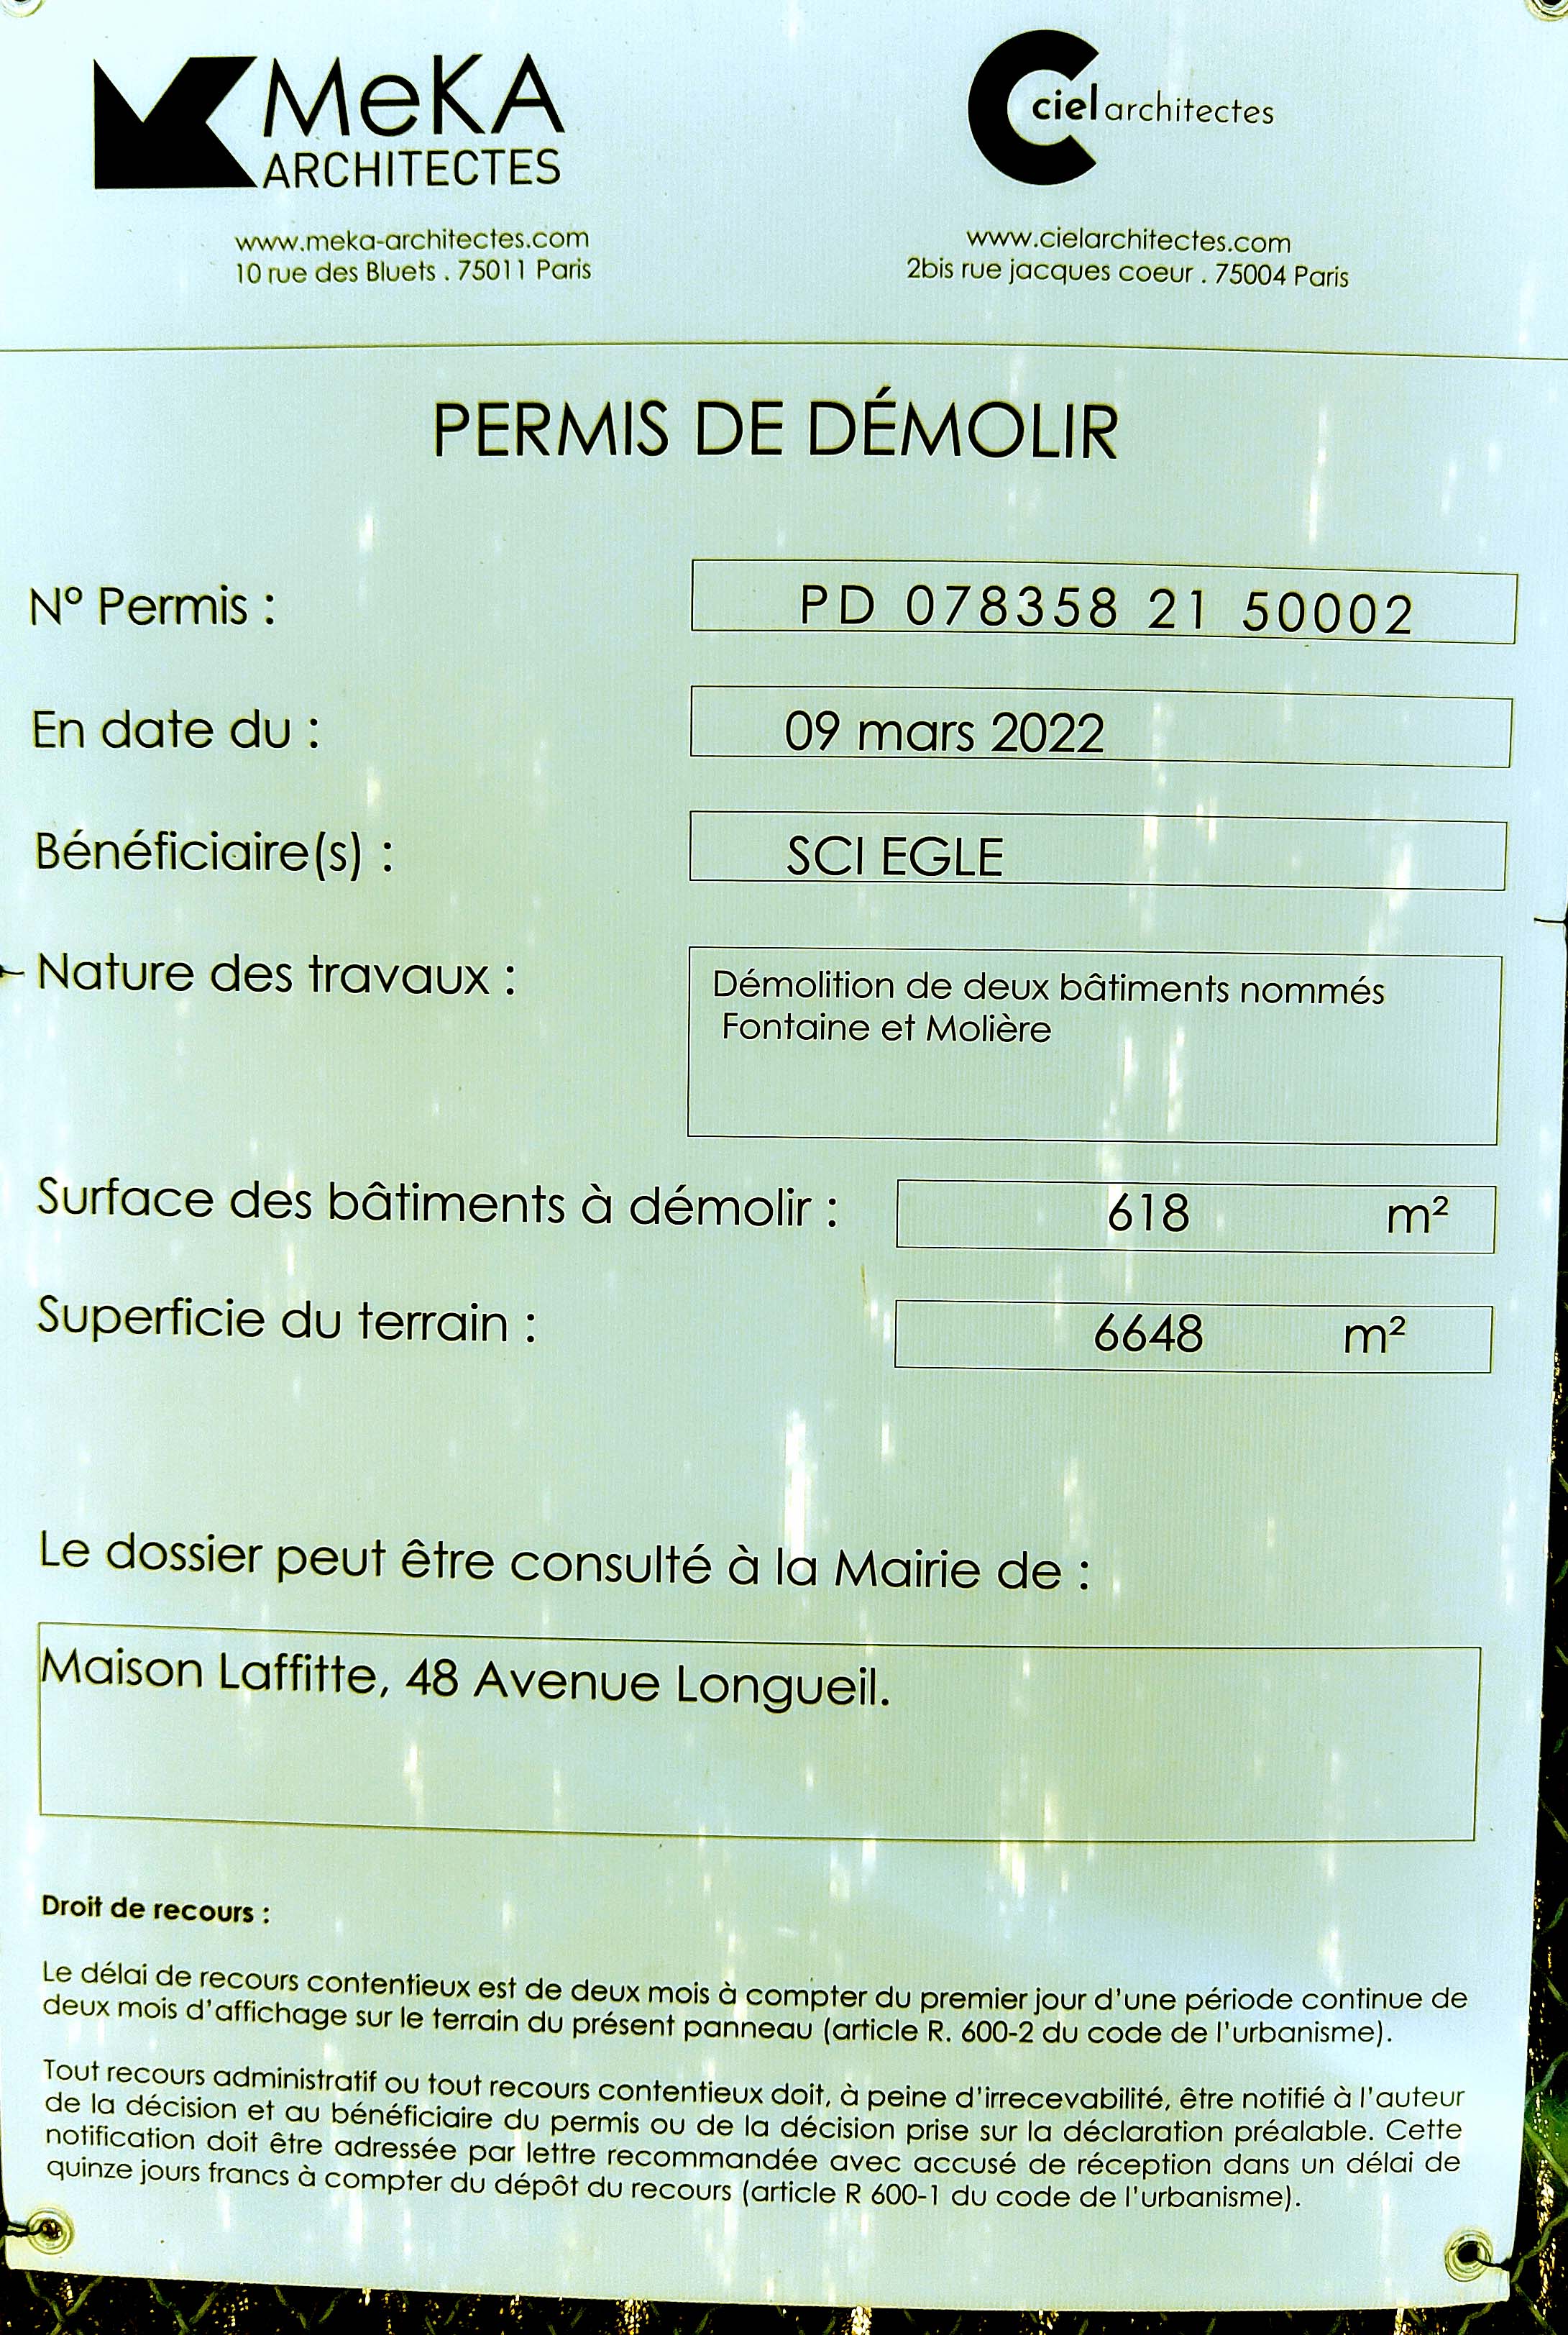 MeKA
ARCHITECTES
www.meka-architectes.com
10 rue des Bluets . 75011 Paris
ciel architectes
www.cielarchitectes.com
2bis rue jacques coeur . 75004 Paris
PERMIS DE DÉMOLIR
N° Permis : PD 078358 21 50002
En date du : 09 mars 2022
Bénéficiaire(s) : SCI EGLE
Nature des travaux : Démolition de deux bâtiments nommés
Fontaine et Molière
Surface des bâtiments à démolir : 618 m²
Superficie du terrain : 6648 m²
Le dossier peut être consulté à la Mairie de :
Maison Laffitte, 48 Avenue Longueil.
Droit de recours :
Le délai de recours contentieux est de deux mois à compter du premier jour d'une période continue de
deux mois d'affichage sur le terrain du présent panneau (article R. 600-2 du code de l'urbanisme).
Tout recours administratif ou tout recours contentieux doit, à peine d'irrecevabilité, être notifié à l'auteur
de la décision et au bénéficiaire du permis ou de la décision prise sur la déclaration préalable. Cette
notification doit être adressée par lettre recommandée avec accusé de réception dans un délai de
quinze jours francs à compter du dépôt du recours (article R 600-1 du code de l'urbanisme).